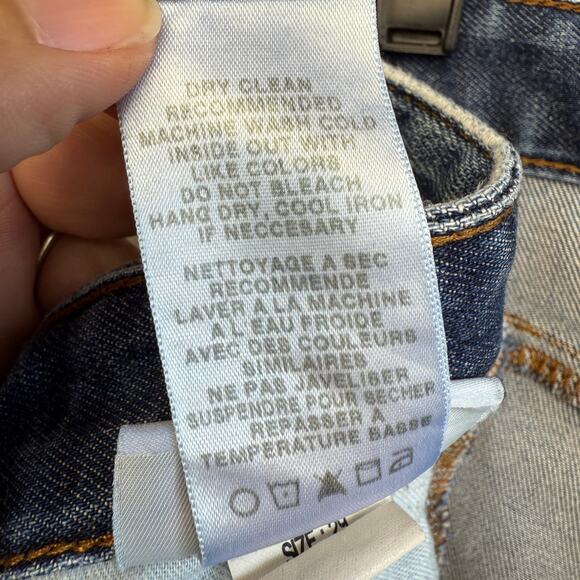 DRY CLEAN
RECOMMENDED
MACHINE WASH COLD
INSIDE OUT WITH
LIKE COLORS
DO NOT BLEACH
HANG DRY, COOL IRON
IF NECCESARY
NETTOYAGE A SEC
RECOMMENDE
LAVER A LA MACHINE
A L EAU FROIDE
AVEC DES COULEURS
SIMILAIRES
NE PAS JAVELISER
SUSPENDRE POUR SECHER
REPASSER A
TEMPERATURE BASSE
SIZE: